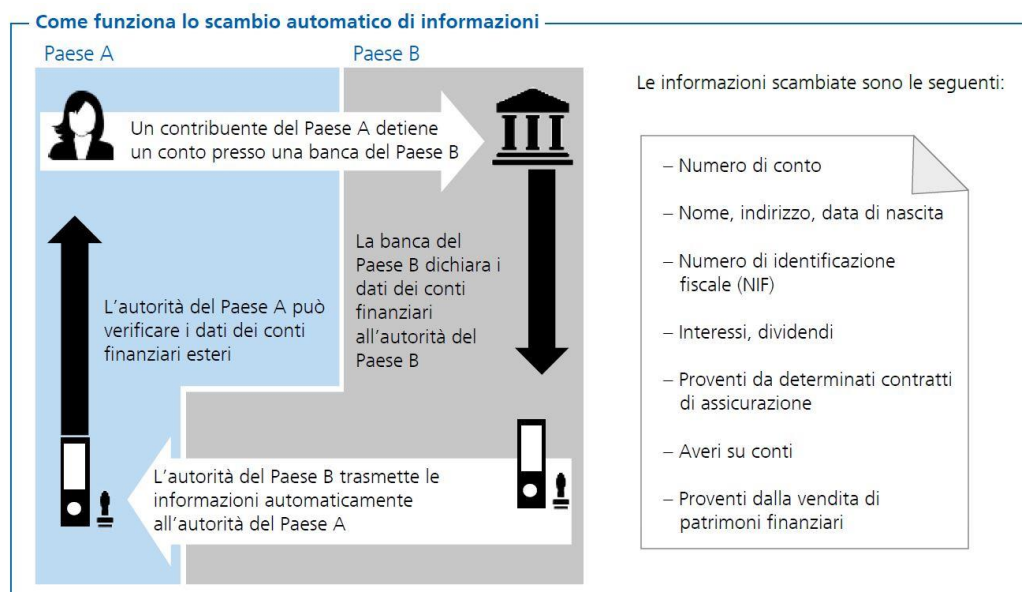 Come funziona lo scambio automatico di informazioni
Paese A
Paese B
Un contribuente del Paese A detiene
un conto presso una banca del Paese B
La banca del
Paese B dichiara i
dati dei conti
finanziari
all’autorità del
Paese B
L’autorità del Paese A può
verificare i dati dei conti
finanziari esteri
L’autorità del Paese B trasmette le
informazioni automaticamente
all’autorità del Paese A
Le informazioni scambiate sono le seguenti:
– Numero di conto
– Nome, indirizzo, data di nascita
– Numero di identificazione
fiscale (NIF)
– Interessi, dividendi
– Proventi da determinati contratti
di assicurazione
– Averi su conti
– Proventi dalla vendita di
patrimoni finanziari